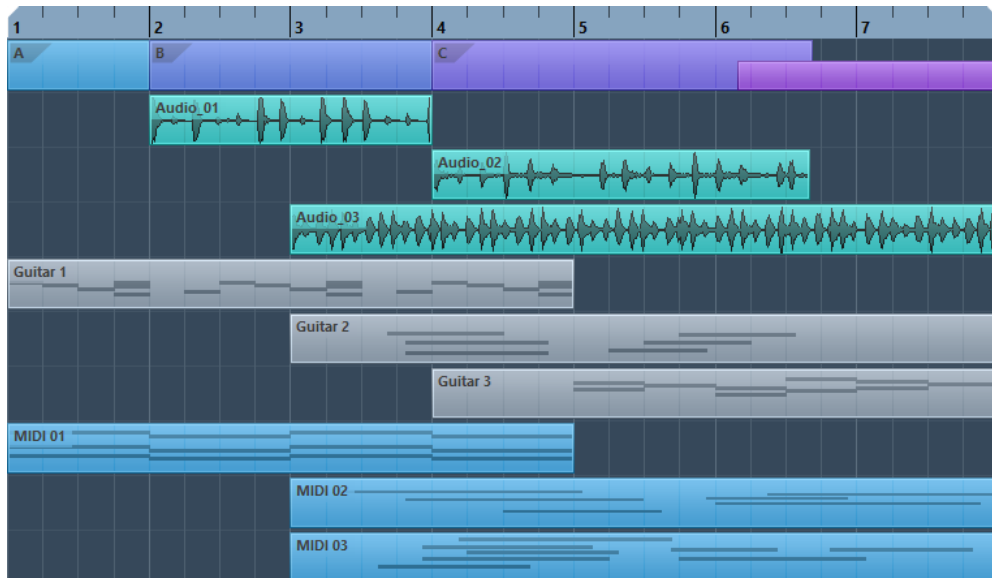 1 2 3 4 5 6 7
A B C
Audio_01
Audio_02
Audio_03
Guitar 1
Guitar 2
Guitar 3
MIDI 01
MIDI 02
MIDI 03